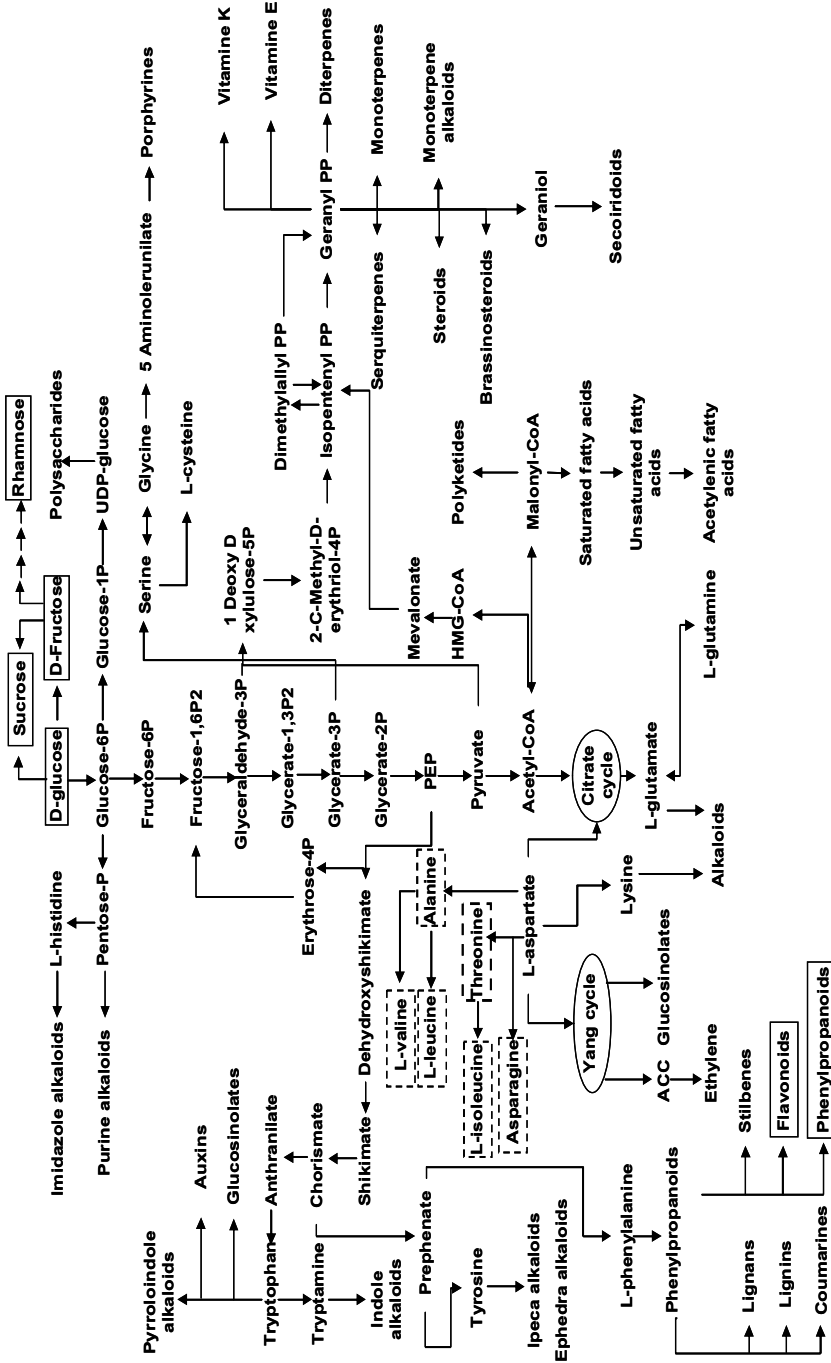 Imidazole alkaloids
L-histidine
D-glucose
Sucrose
D-Fructose
Rhamnose
Purine alkaloids
Pentose-P
Glucose-6P
Glucose-1P
UDP-glucose
Polysaccharides
Pyrroloindole
alkaloids
Auxins
Glucosinolates
Fructose-6P
Serine
Glycine
5 Aminolerunilate
Porphyrines
L-cysteine
Fructose-1,6P2
Vitamine K
Vitamine E
Tryptophan
Anthranilate
Glyceraldehyde-3P
1 Deoxy D
xylulose-5P
Dimethylallyl PP
Tryptamine
Chorismate
Erythrose-4P
Glycerate-1,3P2
2-C-Methyl-D-
erythriol-4P
Isopentenyl PP
Geranyl PP
Diterpenes
Indole
alkaloids
Shikimate
Dehydroxyshikimate
Glycerate-3P
Glycerate-2P
Serquiterpenes
Monoterpenes
L-valine
L-leucine
Alanine
PEP
Mevalonate
HMG-CoA
Steroids
Monoterpene
alkaloids
Prephenate
Tyrosine
L-isoleucine
Threonine
Asparagine
Pyruvate
Polyketides
Brassinosteroids
Ipeca alkaloids
Ephedra alkaloids
L-aspartate
Acetyl-CoA
Malonyl-CoA
Geraniol
Yang cycle
Citrate
cycle
Saturated fatty acids
Secoiridoids
L-phenylalanine
Lysine
L-glutamate
Unsaturated fatty
acids
Phenylpropanoids
ACC
Glucosinolates
Ethylene
Alkaloids
L-glutamine
Acetylenic fatty
acids
Lignans
Stilbenes
Lignins
Flavonoids
Coumarines
Phenylpropanoids